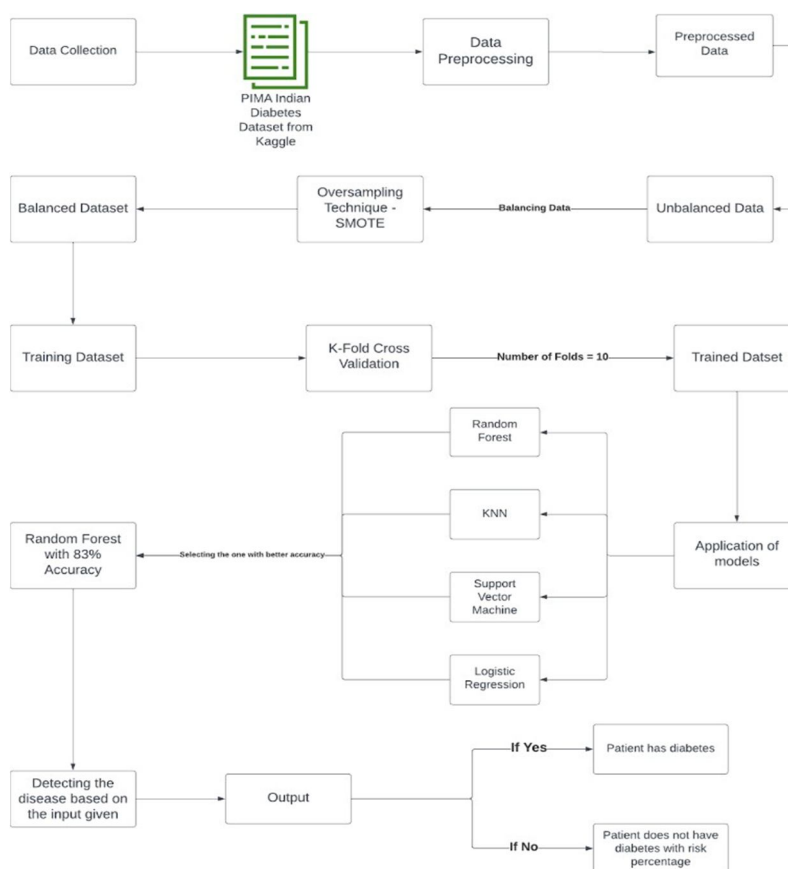 Data Collection
PIMA Indian
Diabetes
Dataset from
Kaggle
Data
Preprocessing
Preprocessed
Data
Balanced Dataset
Oversampling
Technique -
SMOTE
Balancing Data
Unbalanced Data
Training Dataset
K-Fold Cross
Validation
Number of Folds = 10
Trained Datset
Random
Forest
KNN
Support
Vector
Machine
Logistic
Regression
Application of
models
Random Forest
with 83%
Accuracy
Selecting the one with better accuracy
Detecting the
disease based on
the input given
Output
If Yes
Patient has diabetes
If No
Patient does not have
diabetes with risk
percentage